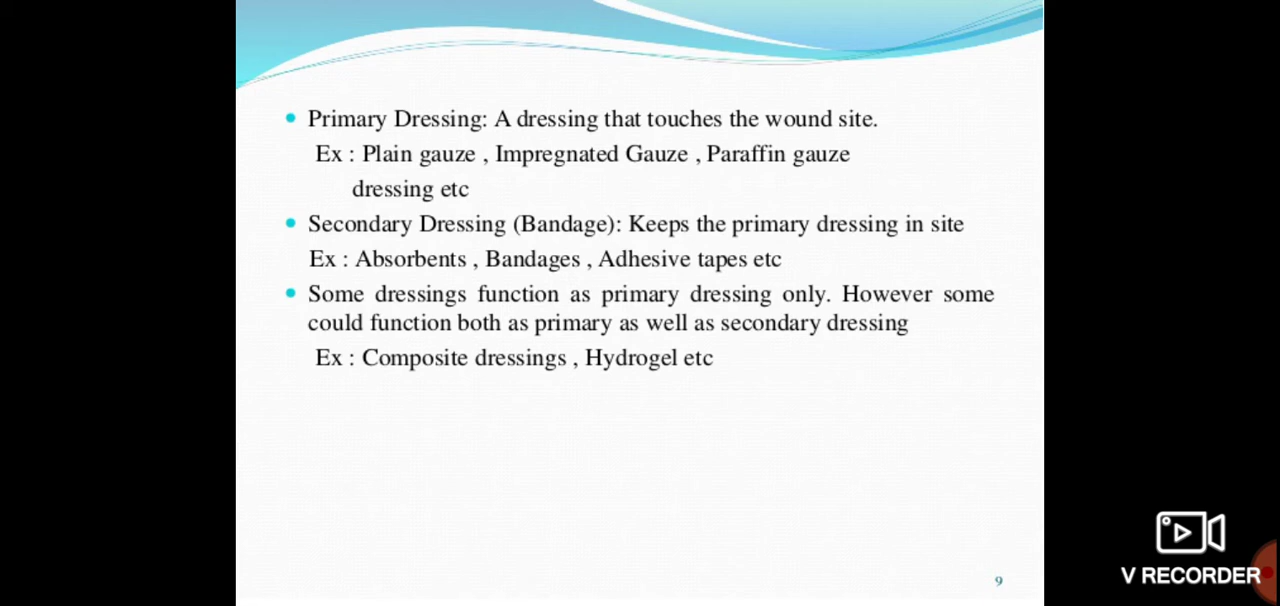 Primary Dressing: A dressing that touches the wound site.
Ex : Plain gauze , Impregnated Gauze , Paraffin gauze
dressing etc
Secondary Dressing (Bandage): Keeps the primary dressing in site
Ex : Absorbents , Bandages , Adhesive tapes etc
Some dressings function as primary dressing only. However some
could function both as primary as well as secondary dressing
Ex : Composite dressings , Hydrogel etc
9
V RECORDER